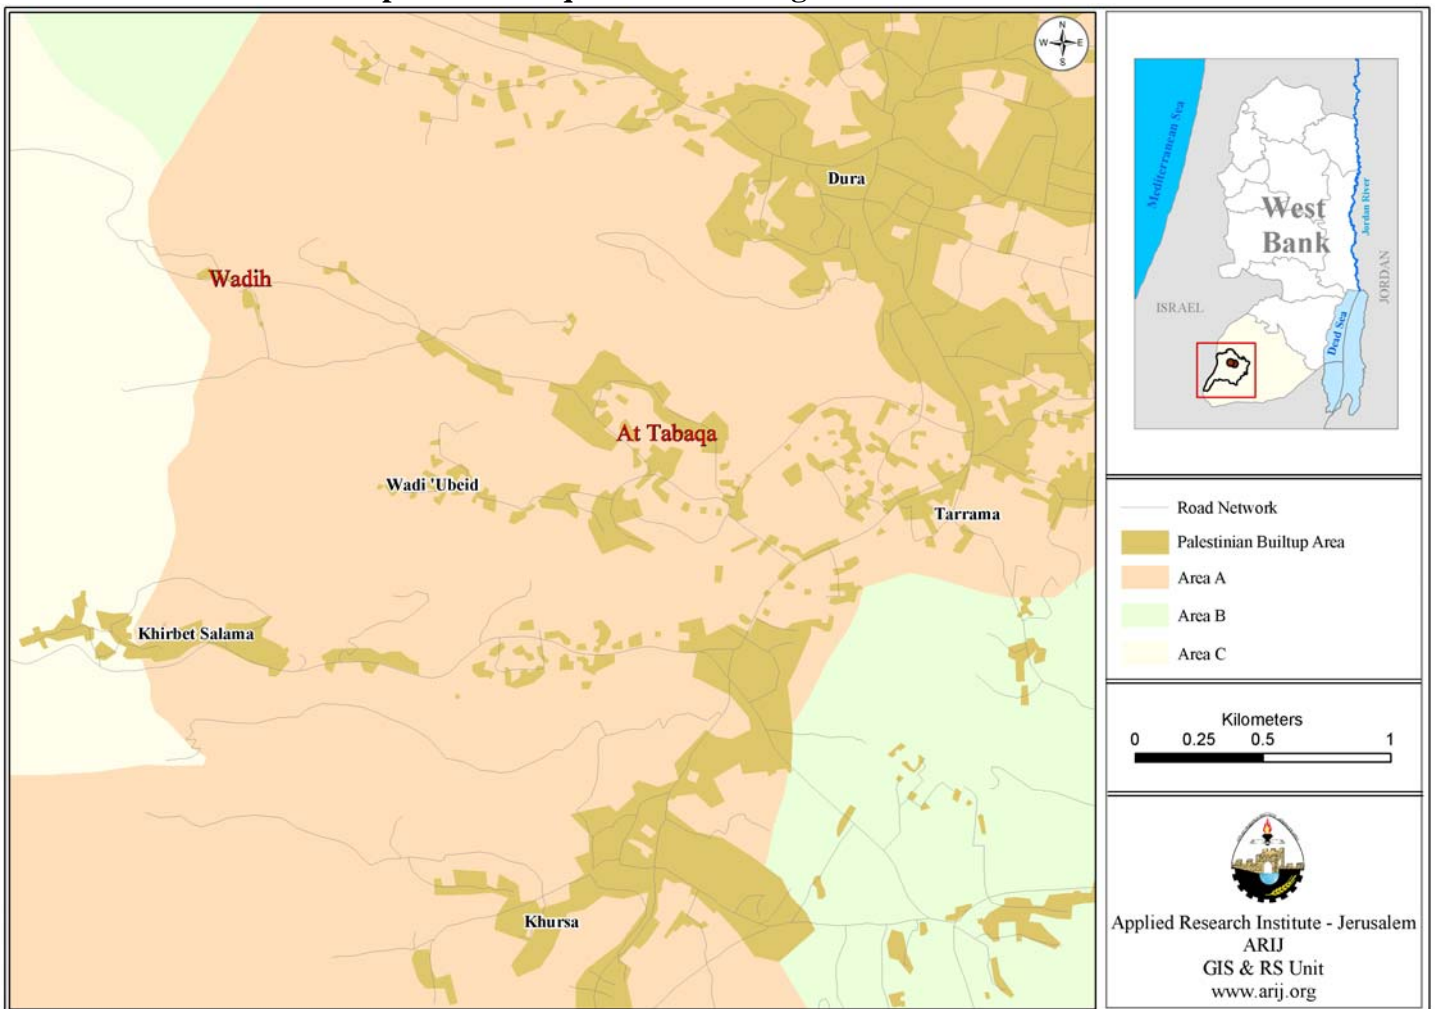 N
W E
S
Dura
Wadih
At Tabaqa
Wadi 'Ubeid
Tarrama
Khirbet Salama
Khursa
Mediterranean Sea
West
Bank
Jordan River
JORDAN
ISRAEL
Dead Sea
Road Network
Palestinian Builtup Area
Area A
Area B
Area C
Kilometers
0 0.25 0.5 1
Applied Research Institute - Jerusalem
ARIJ
GIS & RS Unit
www.arij.org